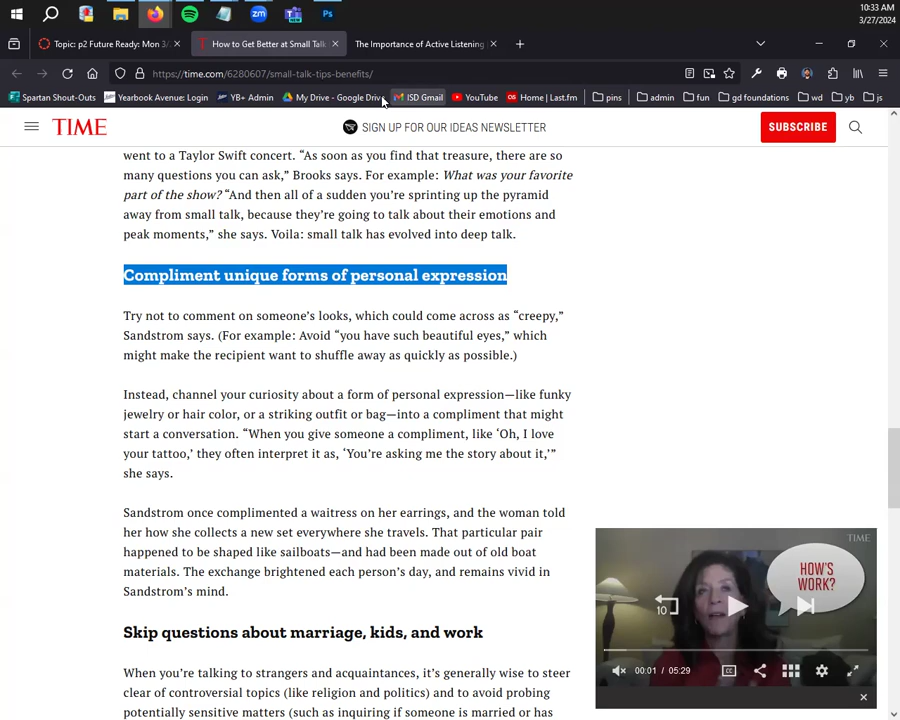 10:33 AM
3/27/2024
Topic: p2 Future Ready: Mon 3/
How to Get Better at Small Talk
The Importance of Active Listening
https://time.com/6280607/small-talk-tips-benefits/
Spartan Shout-Outs
Yearbook Avenue: Login
YB+ Admin
My Drive - Google Driv
ISD Gmail
YouTube
Home | Last.fm
pins
admin
fun
gd foundations
wd
yb
js
TIME
SIGN UP FOR OUR IDEAS NEWSLETTER
SUBSCRIBE
went to a Taylor Swift concert. “As soon as you find that treasure, there are so
many questions you can ask,” Brooks says. For example: What was your favorite
part of the show? “And then all of a sudden you’re sprinting up the pyramid
away from small talk, because they’re going to talk about their emotions and
peak moments,” she says. Voila: small talk has evolved into deep talk.
Compliment unique forms of personal expression
Try not to comment on someone’s looks, which could come across as “creepy,”
Sandstrom says. (For example: Avoid “you have such beautiful eyes,” which
might make the recipient want to shuffle away as quickly as possible.)
Instead, channel your curiosity about a form of personal expression—like funky
jewelry or hair color, or a striking outfit or bag—into a compliment that might
start a conversation. “When you give someone a compliment, like ‘Oh, I love
your tattoo,’ they often interpret it as, ‘You’re asking me the story about it,’”
she says.
Sandstrom once complimented a waitress on her earrings, and the woman told
her how she collects a new set everywhere she travels. That particular pair
happened to be shaped like sailboats—and had been made out of old boat
materials. The exchange brightened each person’s day, and remains vivid in
Sandstrom’s mind.
TIME
HOW'S
WORK?
10
00:01 / 05:29
Skip questions about marriage, kids, and work
When you’re talking to strangers and acquaintances, it’s generally wise to steer
clear of controversial topics (like religion and politics) and to avoid probing
potentially sensitive matters (such as inquiring if someone is married or has